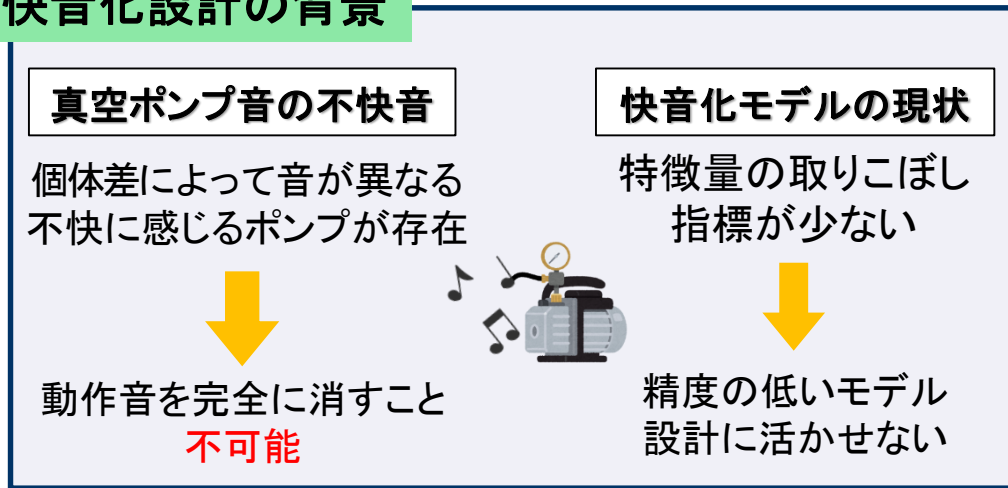 快音化設計の背景
真空ポンプ音の不快音
個体差によって音が異なる
不快に感じるポンプが存在
動作音を完全に消すこと
不可能
快音化モデルの現状
特徴量の取りこぼし
指標が少ない
精度の低いモデル
設計に活かせない